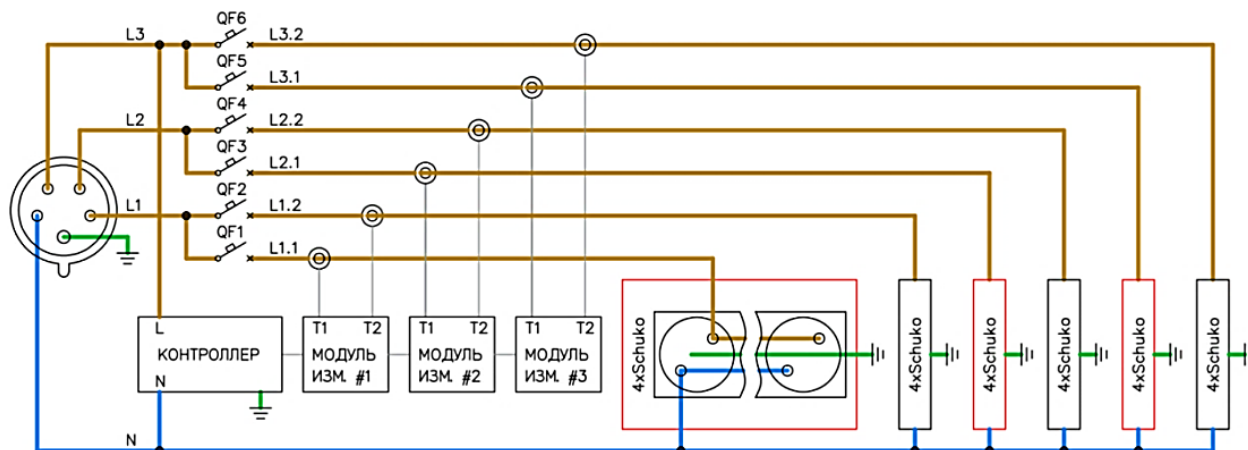 QF6
L3 L3.2
QF5
L3.1
QF4
L2 L2.2
QF3
L2.1
QF2
L1 L1.2
QF1
L1.1
L
КОНТРОЛЛЕР
N
T1 T2
МОДУЛЬ
ИЗМ. #1
T1 T2
МОДУЛЬ
ИЗМ. #2
T1 T2
МОДУЛЬ
ИЗМ. #3
4xSchuko
4xSchuko
4xSchuko
4xSchuko
4xSchuko
4xSchuko
N